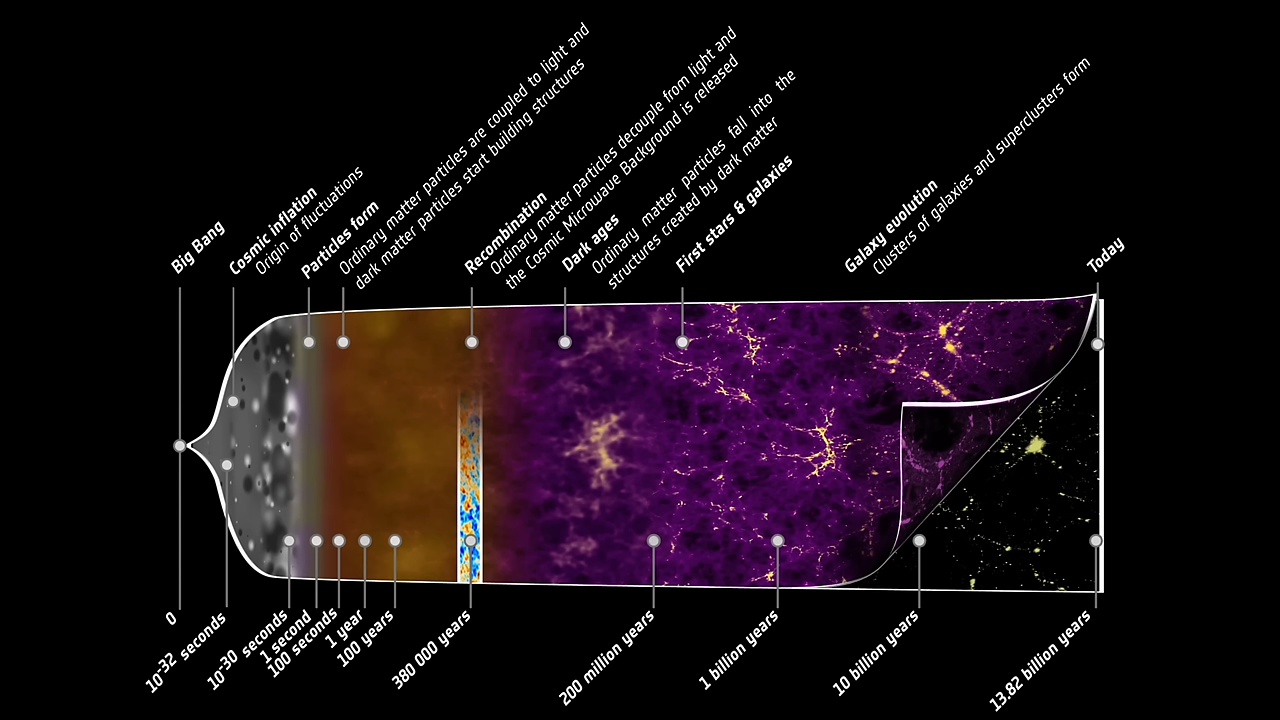 Big Bang
Cosmic inflation
Origin of fluctuations
Particles form
Ordinary matter particles are coupled to light and
dark matter particles start building structures
Recombination
Ordinary matter particles decouple from light and
the Cosmic Microwave Background is released
Dark ages
Ordinary matter particles fall into the
structures created by dark matter
First stars & galaxies
Galaxy evolution
Clusters of galaxies and superclusters form
Today
0
10-32 seconds
10-30 seconds
1 second
100 seconds
1 year
100 years
380 000 years
200 million years
1 billion years
10 billion years
13.82 billion years